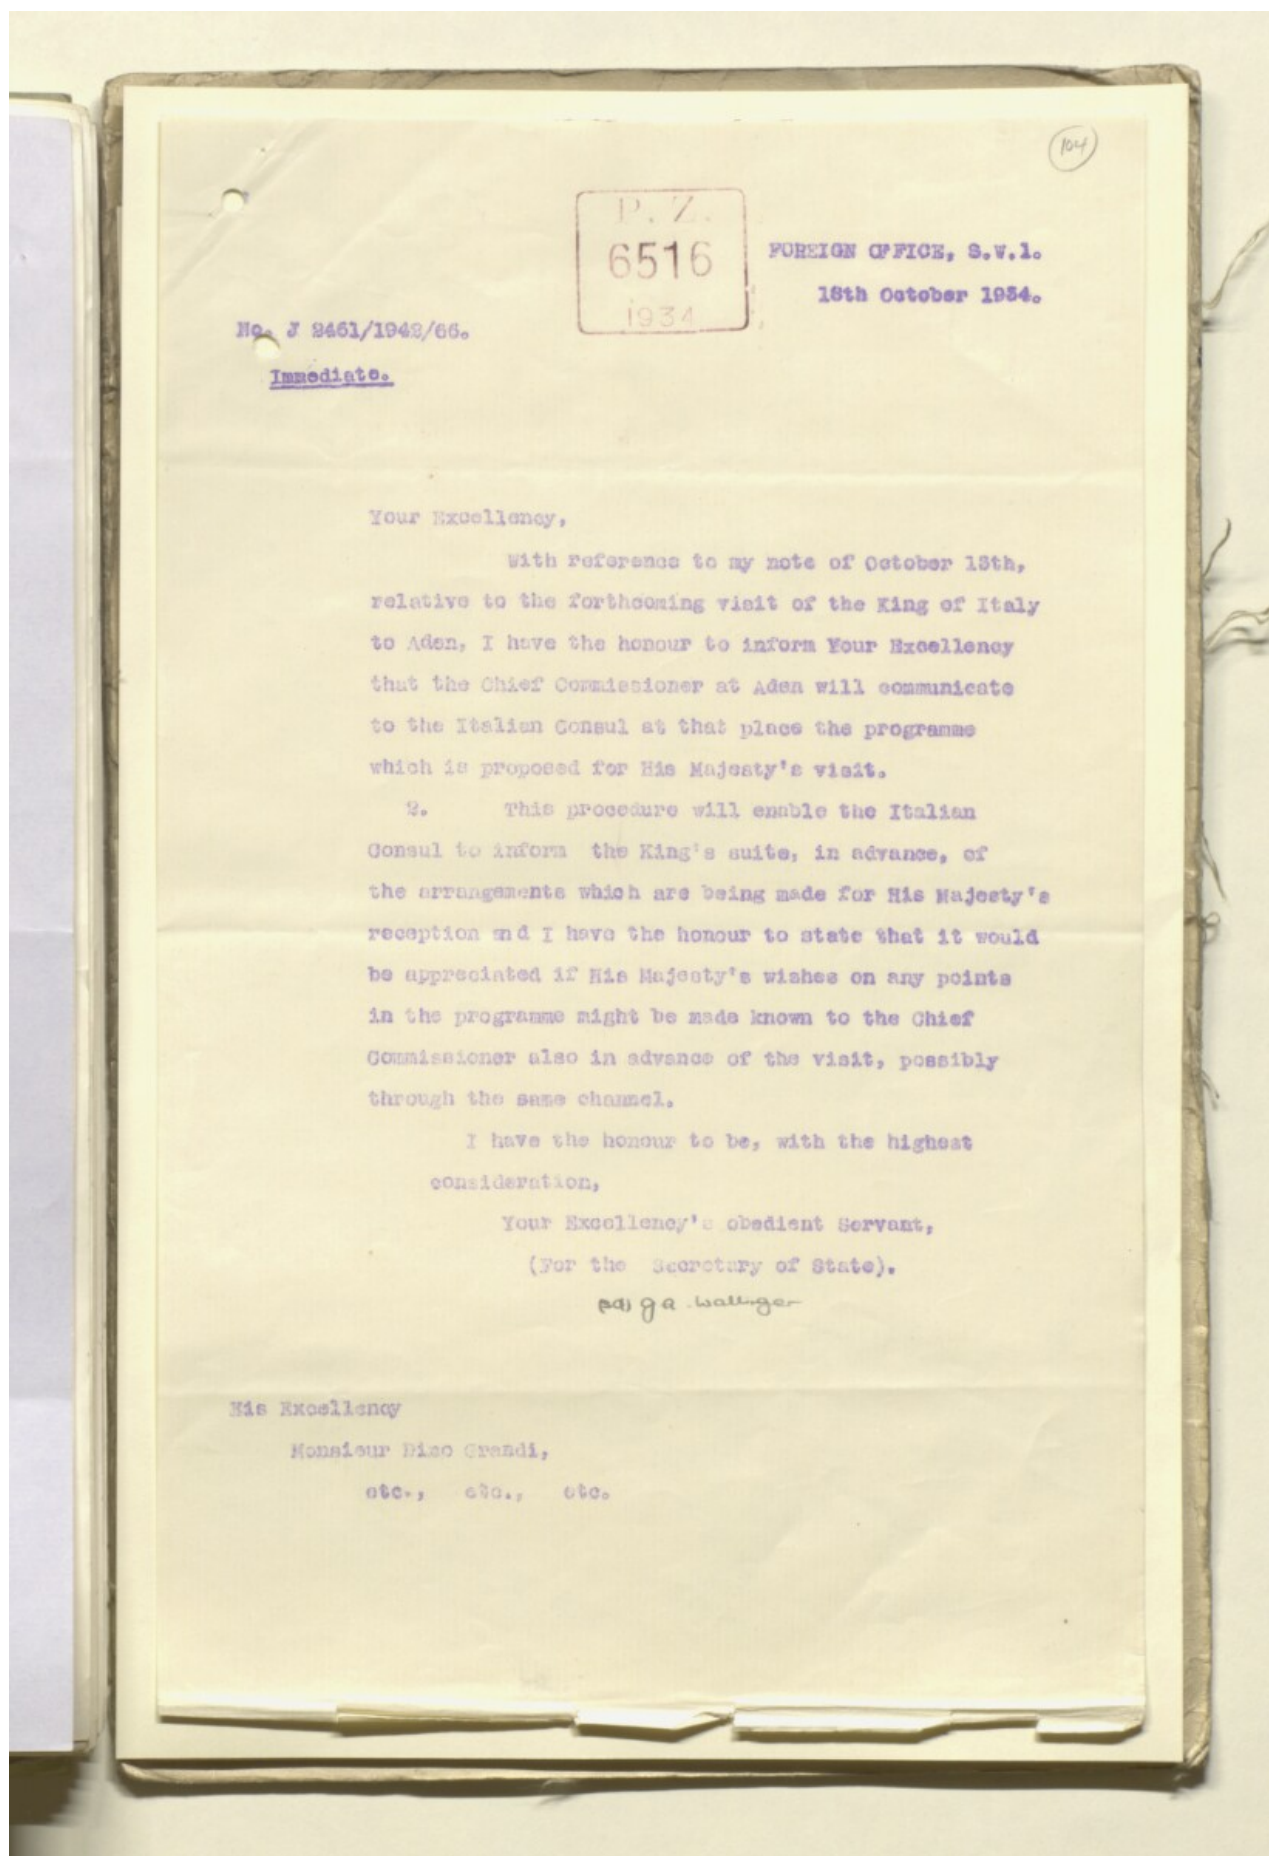 104
P. Z.
6516
1934
FOREIGN OFFICE, S.W.1.
18th October 1934.
No. J 2461/1942/66.
Immediate.
Your Excellency,
With reference to my note of October 13th,
relative to the forthcoming visit of the King of Italy
to Aden, I have the honour to inform Your Excellency
that the Chief Commissioner at Aden will communicate
to the Italian Consul at that place the programme
which is proposed for His Majesty's visit.
2. This procedure will enable the Italian
Consul to inform the King's suite, in advance, of
the arrangements which are being made for His Majesty's
reception and I have the honour to state that it would
be appreciated if His Majesty's wishes on any points
in the programme might be made known to the Chief
Commissioner also in advance of the visit, possibly
through the same channel.
I have the honour to be, with the highest
consideration,
Your Excellency's obedient Servant,
(For the Secretary of State).
(sd) G A. Wallinger
His Excellency
Monsieur Dino Grandi,
etc., etc., etc.